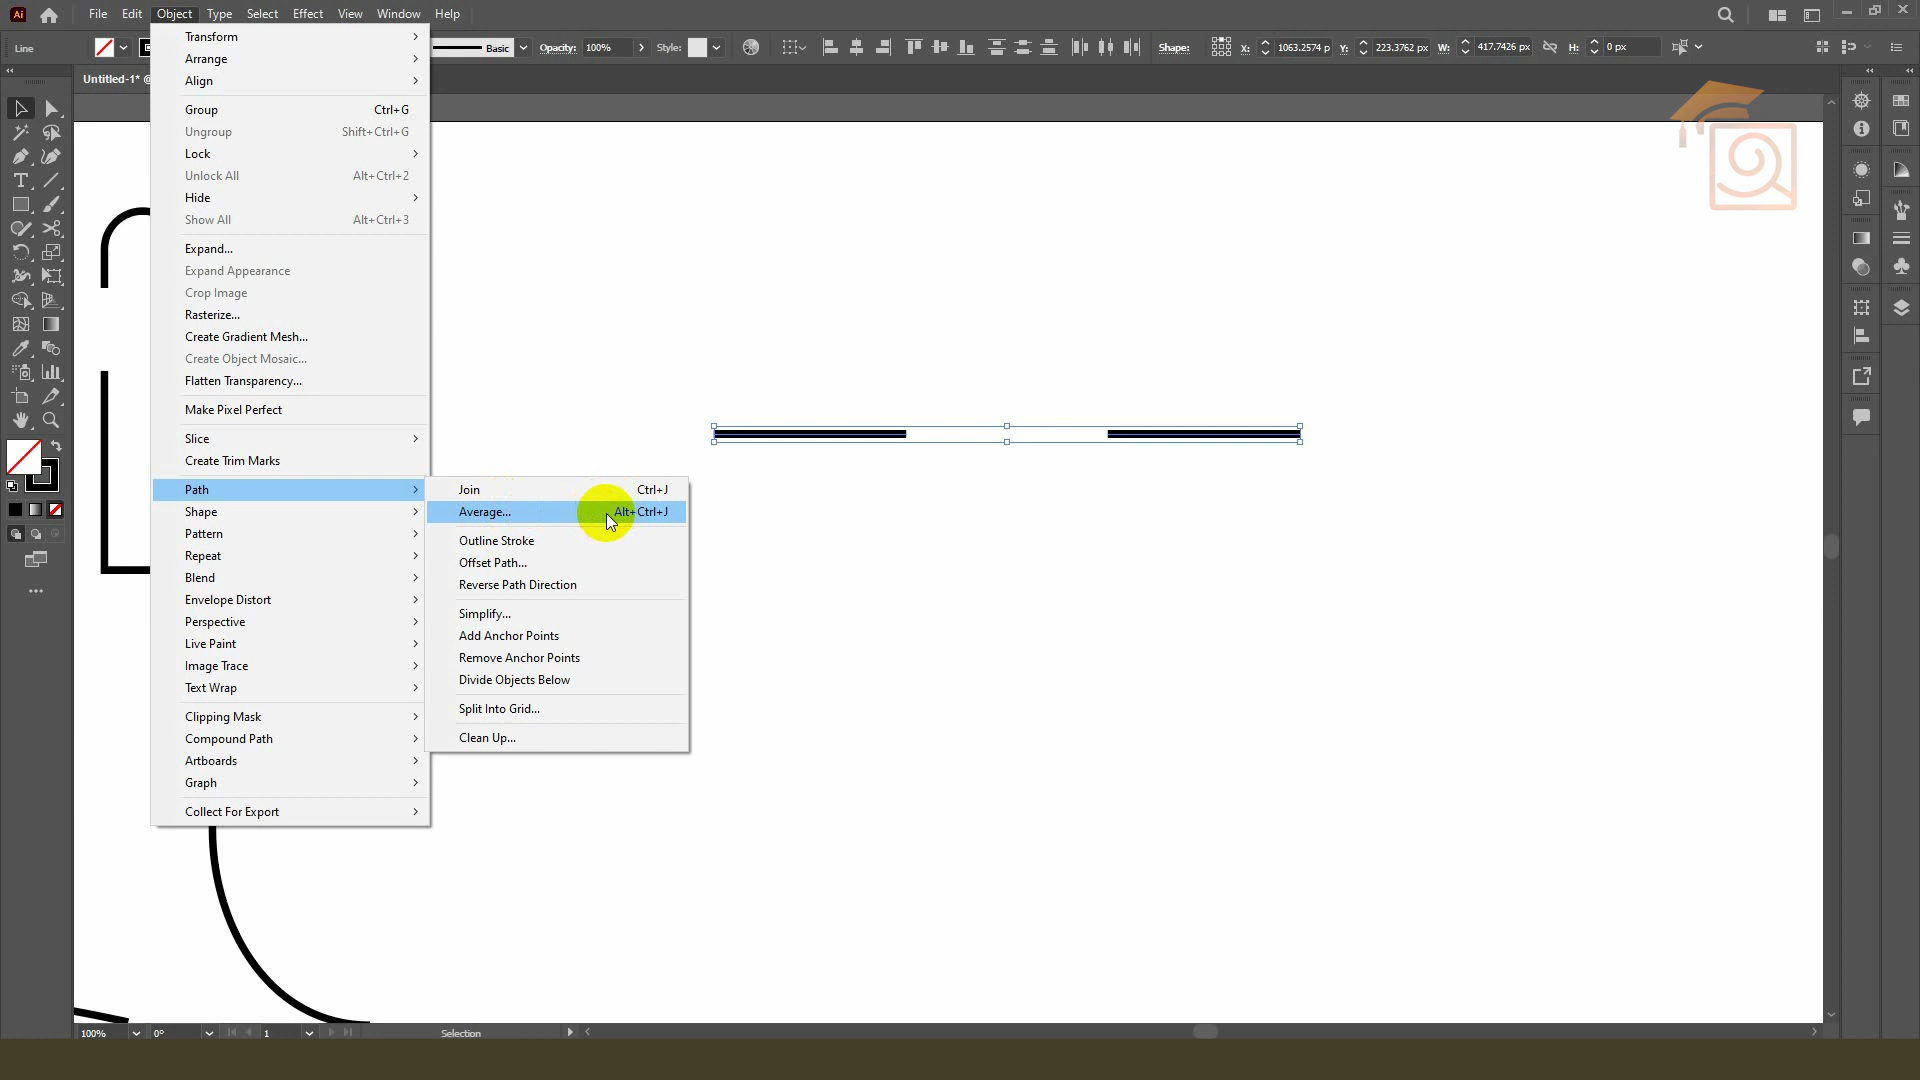 Ai File Edit Object Type Select Effect View Window Help
Line Basic Opacity: 100% Style: Shape: X: 1063.2574 p Y: 223.3762 px W: 417.7426 px H: 0 px
Untitled-1* @
Transform
Arrange
Align
Group Ctrl+G
Ungroup Shift+Ctrl+G
Lock
Unlock All Alt+Ctrl+2
Hide
Show All Alt+Ctrl+3
Expand...
Expand Appearance
Crop Image
Rasterize...
Create Gradient Mesh...
Create Object Mosaic...
Flatten Transparency...
Make Pixel Perfect
Slice
Create Trim Marks
Path
Shape
Pattern
Repeat
Blend
Envelope Distort
Perspective
Live Paint
Image Trace
Text Wrap
Clipping Mask
Compound Path
Artboards
Graph
Collect For Export
Join Ctrl+J
Average... Alt+Ctrl+J
Outline Stroke
Offset Path...
Reverse Path Direction
Simplify...
Add Anchor Points
Remove Anchor Points
Divide Objects Below
Split Into Grid...
Clean Up...
100% 0° 1 Selection